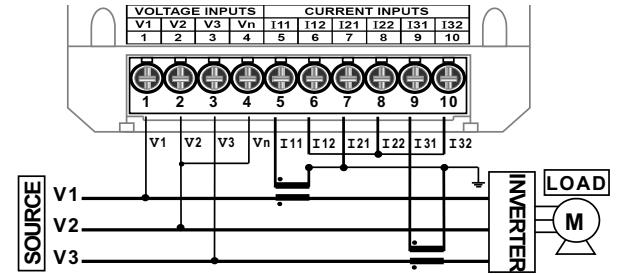 VOLTAGE INPUTS CURRENT INPUTS
V1 V2 V3 Vn I11 I12 I21 I22 I31 I32
1 2 3 4 5 6 7 8 9 10
1 2 3 4 5 6 7 8 9 10
V1 V2 V3 Vn I11 I12 I21 I22 I31 I32
SOURCE
V1
V2
V3
INVERTER
LOAD
M